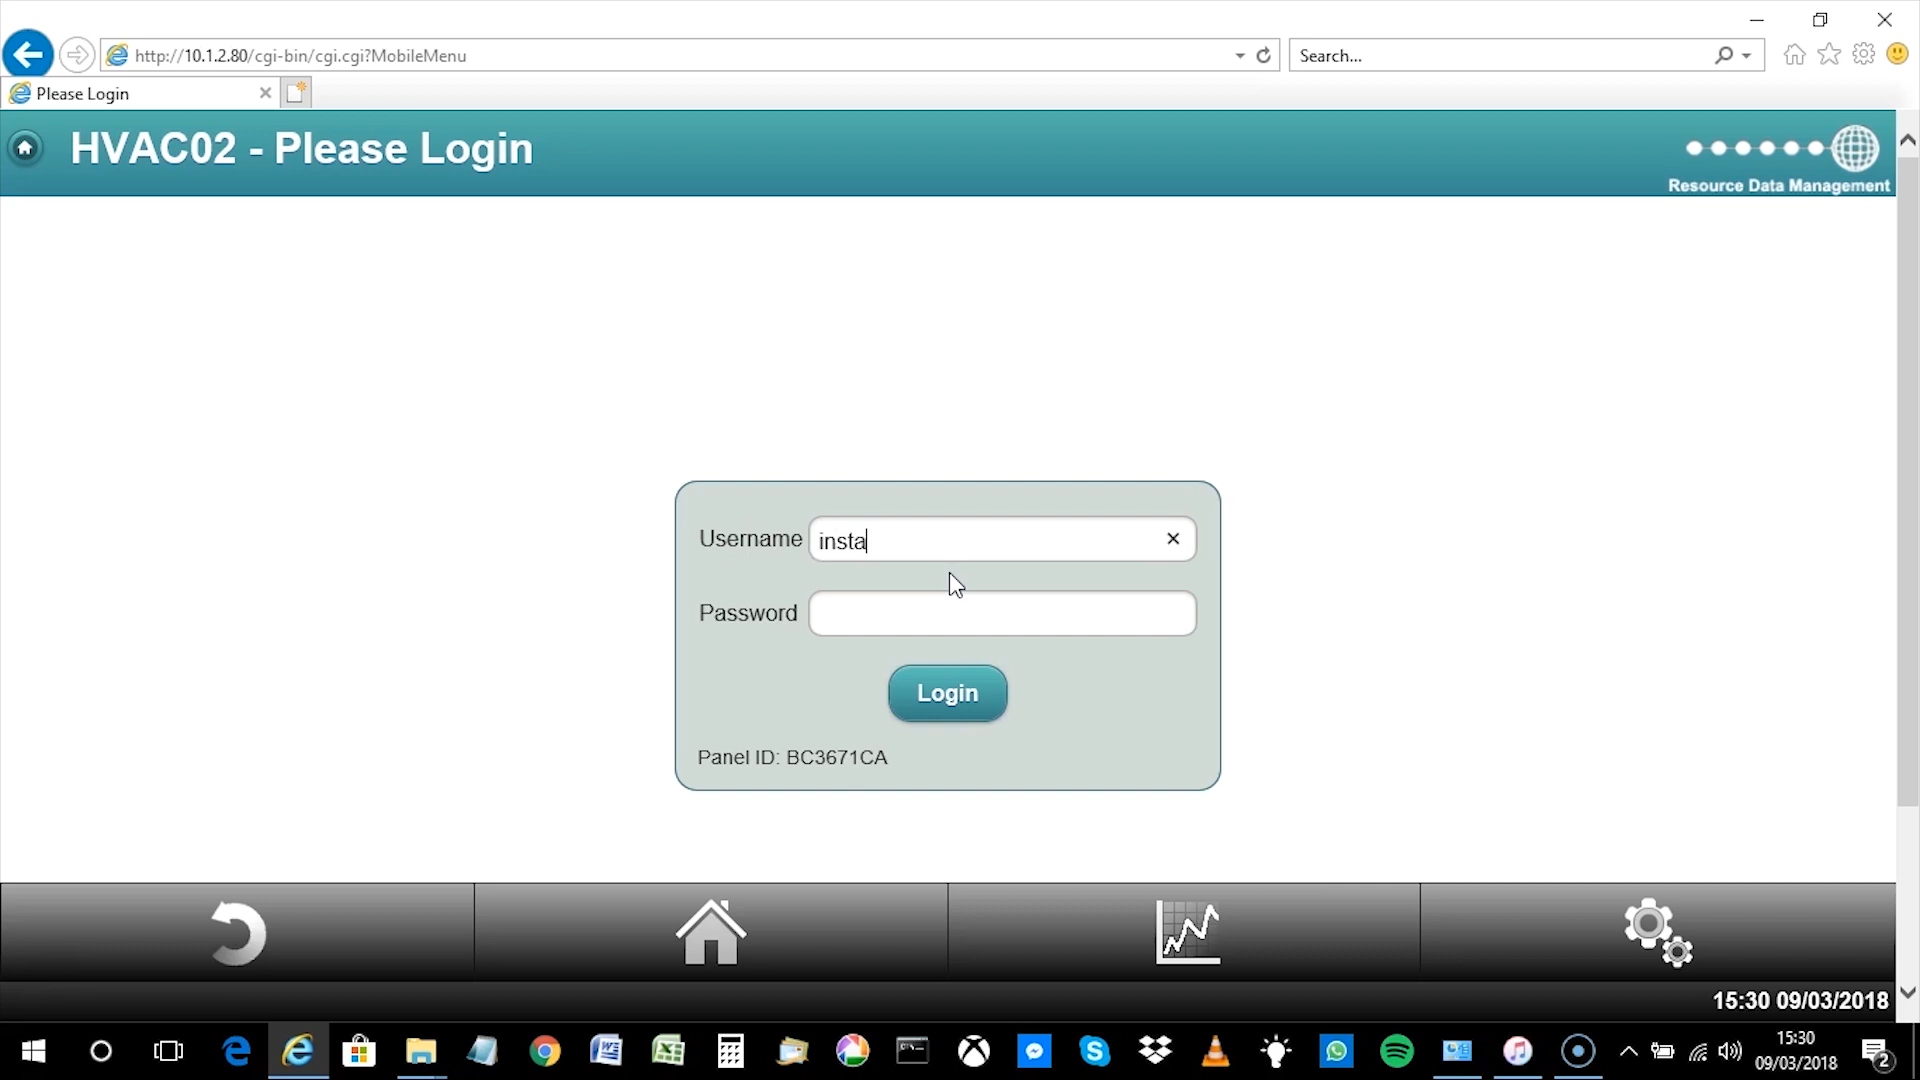 http://10.1.2.80/cgi-bin/cgi.cgi?MobileMenu
Search...
Please Login
HVAC02 - Please Login
Resource Data Management
Username insta
Password
Login
Panel ID: BC3671CA
15:30 09/03/2018
15:30
09/03/2018
2